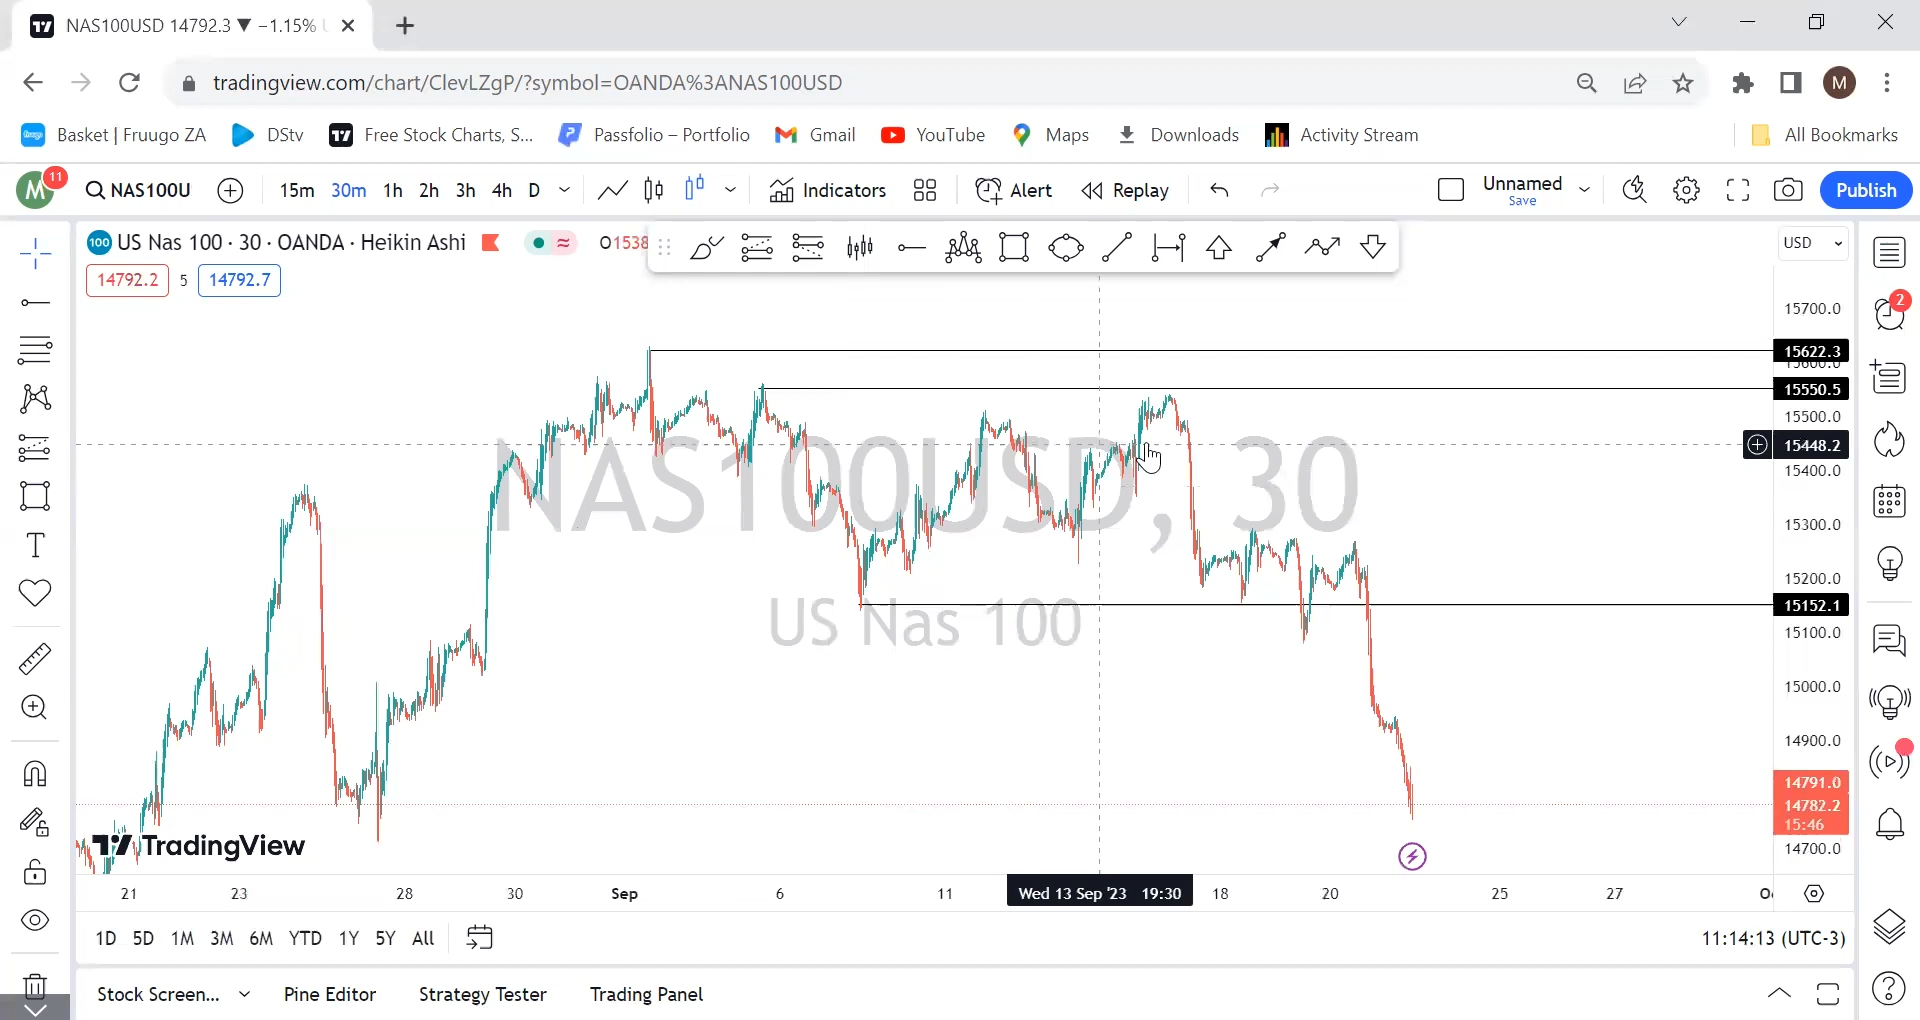 NAS100USD 14792.3 ▼ −1.15%
tradingview.com/chart/ClevLZgP/?symbol=OANDA%3ANAS100USD
M
Basket | Fruugo ZA DStv Free Stock Charts, S... Passfolio – Portfolio Gmail YouTube Maps Downloads Activity Stream All Bookmarks
M 11 NAS100U 15m 30m 1h 2h 3h 4h D Indicators Alert Replay Unnamed Save Publish
100 US Nas 100 · 30 · OANDA · Heikin Ashi O1538 USD
14792.2 5 14792.7
2
15700.0
15622.3
15550.5
15500.0
15448.2
15400.0
15300.0
15200.0
15152.1
15100.0
15000.0
14900.0
14791.0
14782.2
15:46
14700.0
NAS100USD, 30
US Nas 100
TradingView
21 23 28 30 Sep 6 11 Wed 13 Sep '23 19:30 18 20 25 27
1D 5D 1M 3M 6M YTD 1Y 5Y All 11:14:13 (UTC-3)
Stock Screen... Pine Editor Strategy Tester Trading Panel